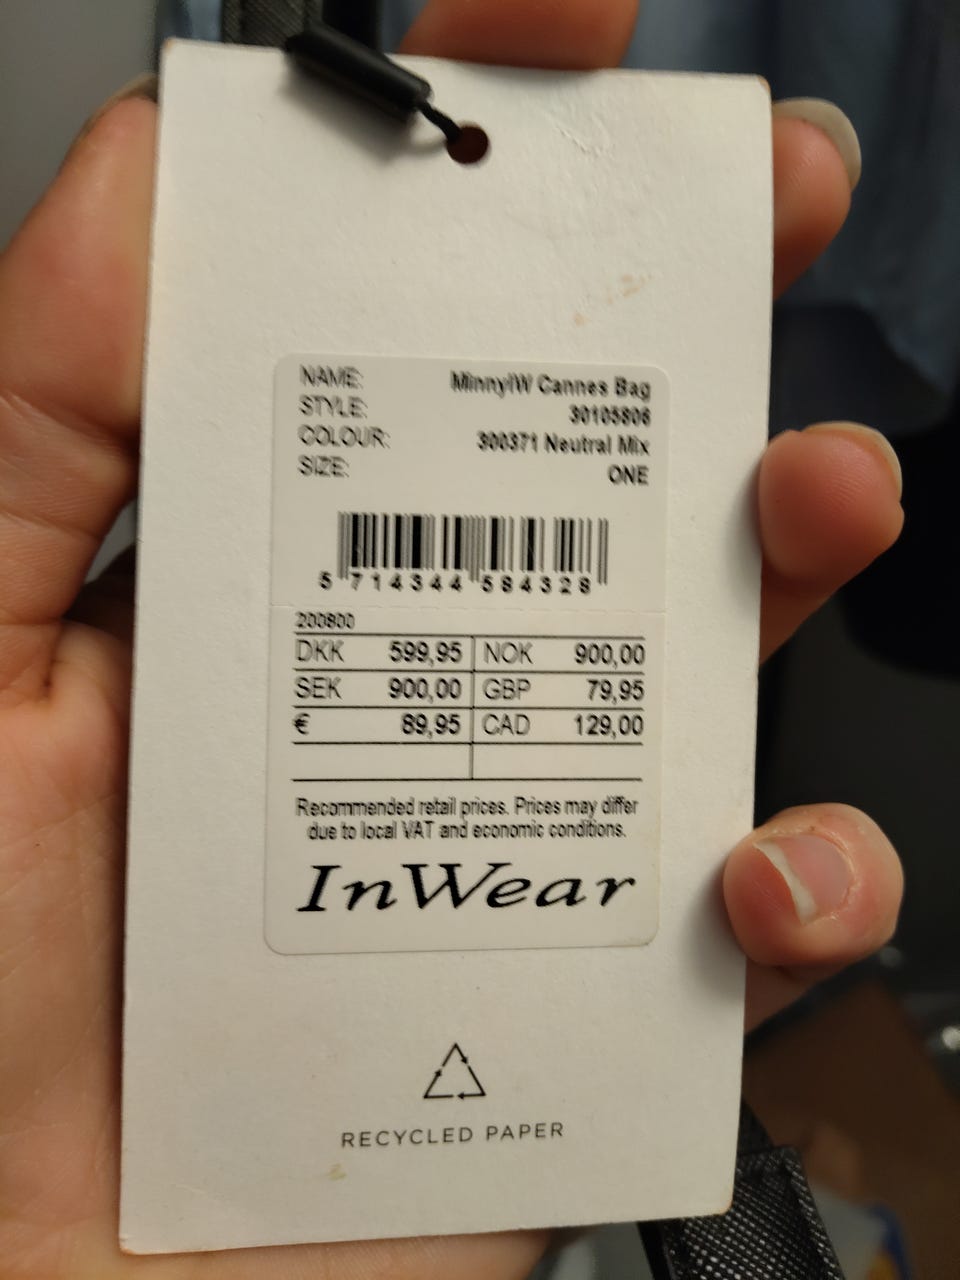 NAME: MinnyIW Cannes Bag
STYLE: 30105806
COLOUR: 300371 Neutral Mix
SIZE: ONE
5 714344 584328
200800
DKK 599,95 NOK 900,00
SEK 900,00 GBP 79,95
€ 89,95 CAD 129,00
Recommended retail prices. Prices may differ
due to local VAT and economic conditions.
InWear
RECYCLED PAPER